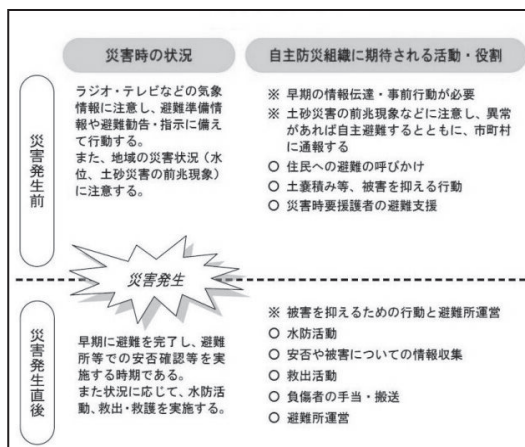 災害時の状況
自主防災組織に期待される活動・役割
災害発生前
ラジオ・テレビなどの気象
情報に注意し、避難準備情
報や避難勧告・指示に備え
て行動する。
また、地域の災害状況（水
位、土砂災害の前兆現象）
に注意する。
※ 早期の情報伝達・事前行動が必要
※ 土砂災害の前兆現象などに注意し、異常
があれば自主避難するとともに、市町村
に通報する
○ 住民への避難の呼びかけ
○ 土嚢積み等、被害を抑える行動
○ 災害時要援護者の避難支援
災害発生
災害発生直後
早期に避難を完了し、避難
所等での安否確認等を実
施する時期である。
また状況に応じて、水防活
動、救出・救護を実施する。
※ 被害を抑えるための行動と避難所運営
○ 水防活動
○ 安否や被害についての情報収集
○ 救出活動
○ 負傷者の手当・搬送
○ 避難所運営